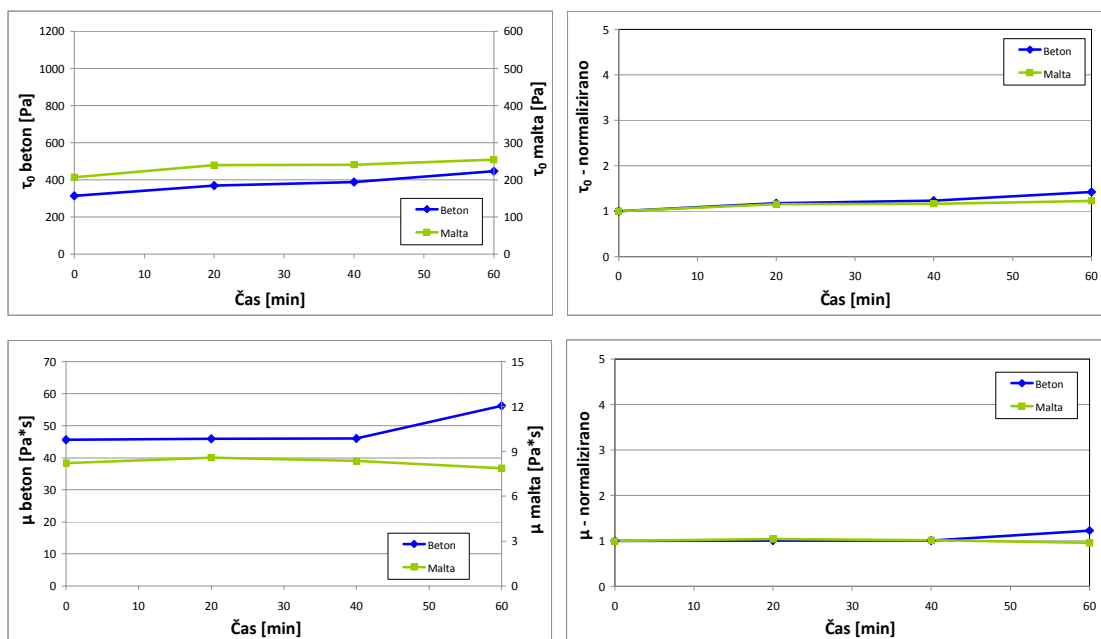 τ0 beton [Pa]
1200
1000
800
600
400
200
0
600
500
400
300
200
100
0
τ0 malta [Pa]
Beton
Malta
0 10 20 30 40 50 60
Čas [min]
τ0 - normalizirano
5
4
3
2
1
0
Beton
Malta
0 10 20 30 40 50 60
Čas [min]
μ beton [Pa*s]
70
60
50
40
30
20
10
0
15
12
9
6
3
0
μ malta [Pa*s]
Beton
Malta
0 10 20 30 40 50 60
Čas [min]
μ - normalizirano
5
4
3
2
1
0
Beton
Malta
0 10 20 30 40 50 60
Čas [min]